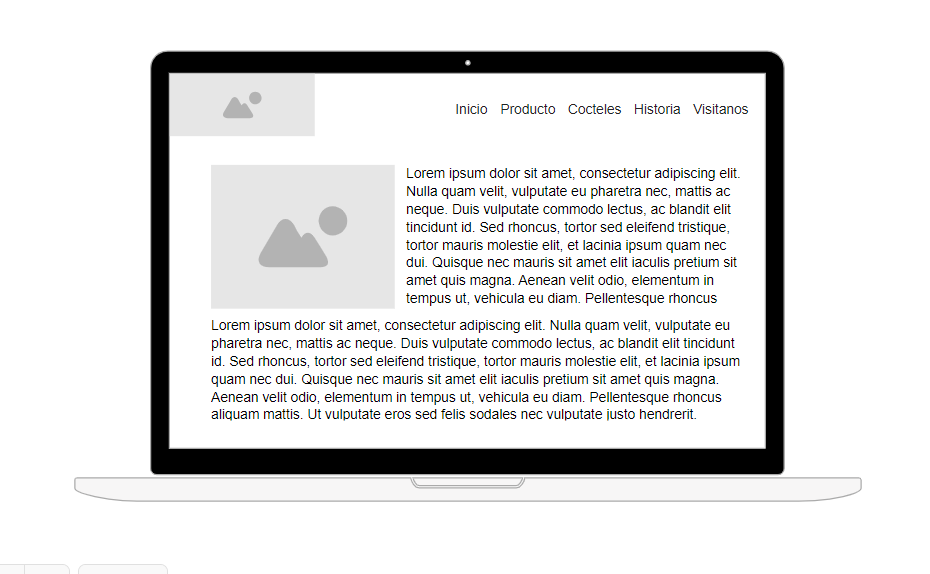 Inicio Producto Cocteles Historia Visitanos
Lorem ipsum dolor sit amet, consectetur adipiscing elit.
Nulla quam velit, vulputate eu pharetra nec, mattis ac
neque. Duis vulputate commodo lectus, ac blandit elit
tincidunt id. Sed rhoncus, tortor sed eleifend tristique,
tortor mauris molestie elit, et lacinia ipsum quam nec
dui. Quisque nec mauris sit amet elit iaculis pretium sit
amet quis magna. Aenean velit odio, elementum in
tempus ut, vehicula eu diam. Pellentesque rhoncus
Lorem ipsum dolor sit amet, consectetur adipiscing elit. Nulla quam velit, vulputate eu
pharetra nec, mattis ac neque. Duis vulputate commodo lectus, ac blandit elit tincidunt
id. Sed rhoncus, tortor sed eleifend tristique, tortor mauris molestie elit, et lacinia ipsum
quam nec dui. Quisque nec mauris sit amet elit iaculis pretium sit amet quis magna.
Aenean velit odio, elementum in tempus ut, vehicula eu diam. Pellentesque rhoncus
aliquam mattis. Ut vulputate eros sed felis sodales nec vulputate justo hendrerit.